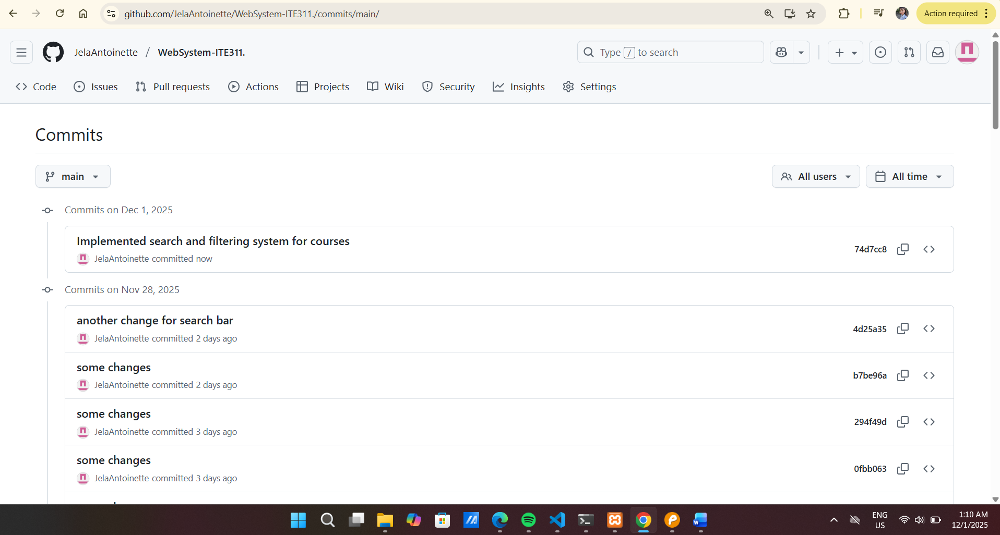 github.com/JelaAntoinette/WebSystem-ITE311./commits/main/
Action required
JelaAntoinette / WebSystem-ITE311.
Type / to search
Code Issues Pull requests Actions Projects Wiki Security Insights Settings
Commits
main
All users All time
Commits on Dec 1, 2025
Implemented search and filtering system for courses
74d7cc8
JelaAntoinette committed now
Commits on Nov 28, 2025
another change for search bar
4d25a35
JelaAntoinette committed 2 days ago
some changes
b7be96a
JelaAntoinette committed 2 days ago
some changes
294f49d
JelaAntoinette committed 3 days ago
some changes
0fbb063
JelaAntoinette committed 3 days ago
ENG
US
1:10 AM
12/1/2025